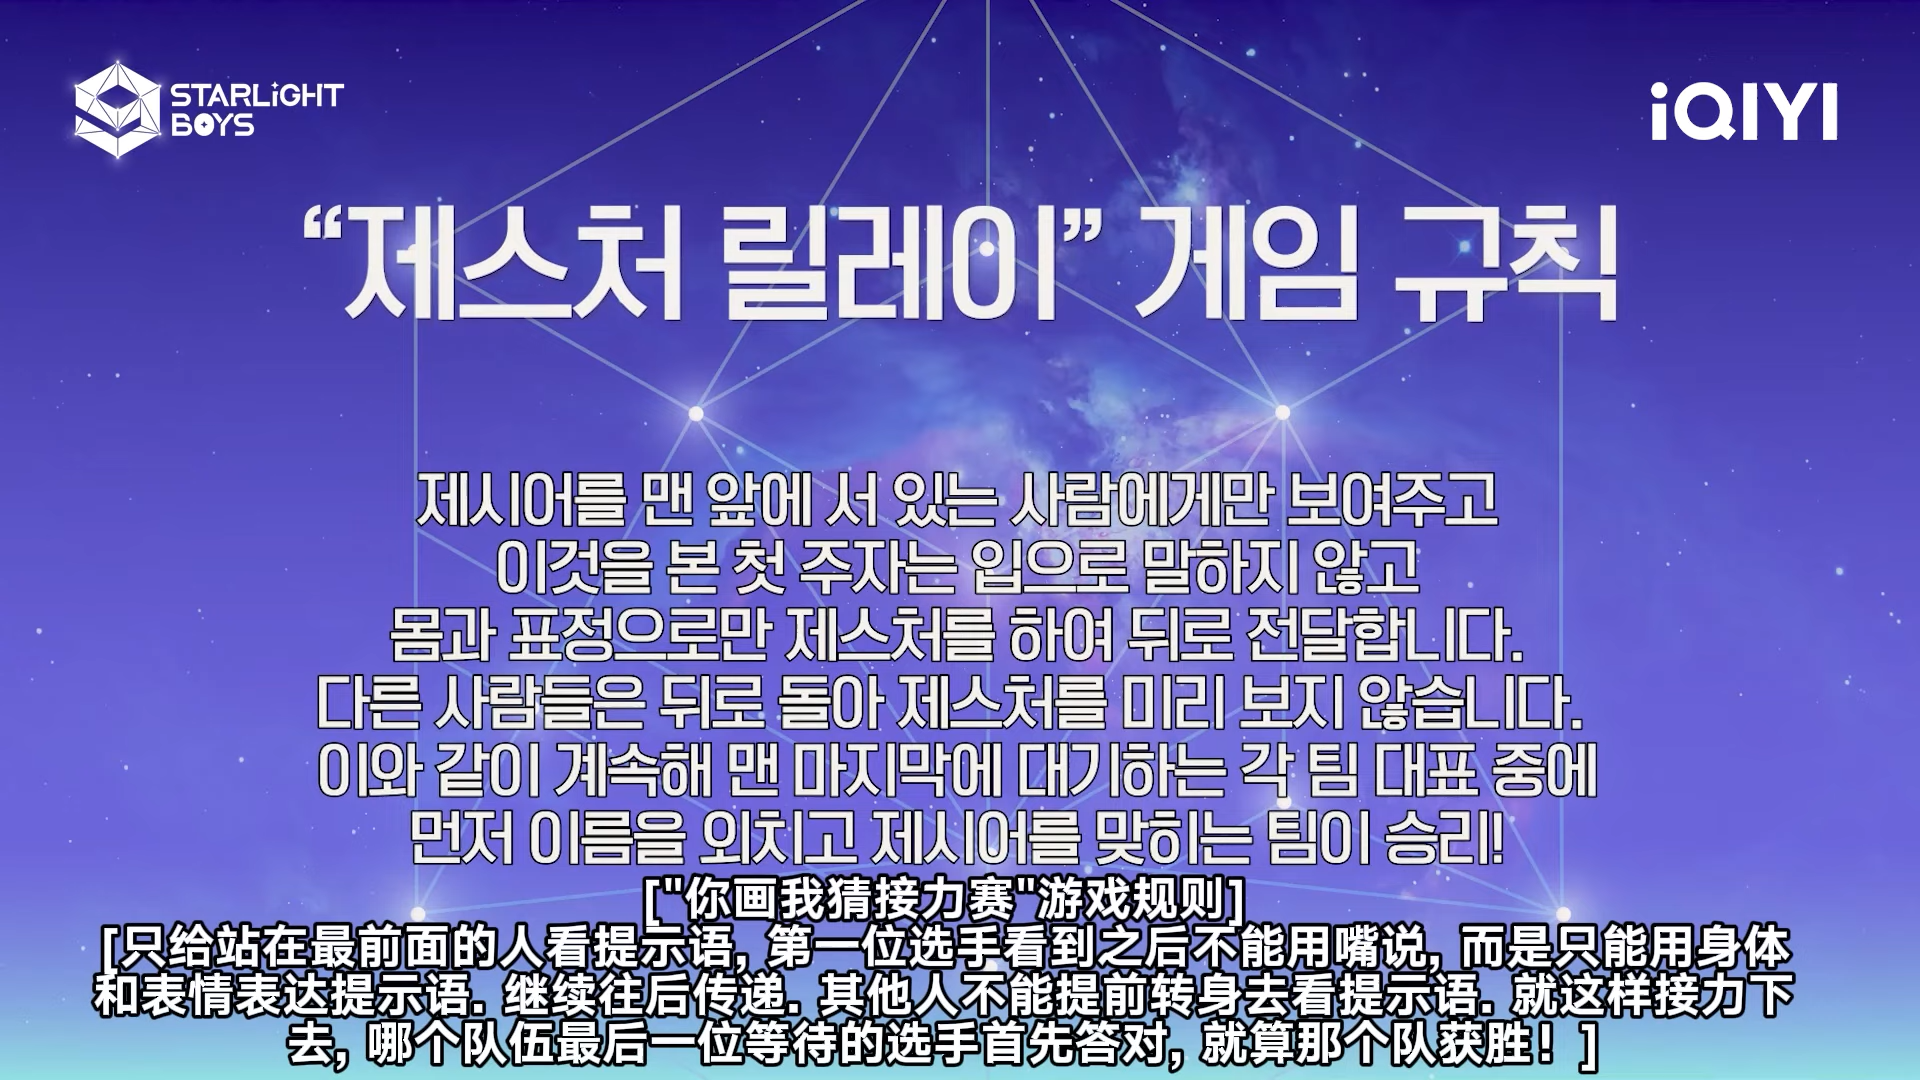 STARLiGHT
BOYS
iQIYI
“제스처 릴레이” 게임 규칙
제시어를 맨 앞에 서 있는 사람에게만 보여주고
이것을 본 첫 주자는 입으로 말하지 않고
몸과 표정으로만 제스처를 하여 뒤로 전달합니다.
다른 사람들은 뒤로 돌아 제스처를 미리 보지 않습니다.
이와 같이 계속해 맨 마지막에 대기하는 각 팀 대표 중에
먼저 이름을 외치고 제시어를 맞히는 팀이 승리!
["你画我猜接力赛"游戏规则]
[只给站在最前面的人看提示语, 第一位选手看到之后不能用嘴说, 而是只能用身体
和表情表达提示语. 继续往后传递. 其他人不能提前转身去看提示语. 就这样接力下
去, 哪个队伍最后一位等待的选手首先答对, 就算那个队获胜！]